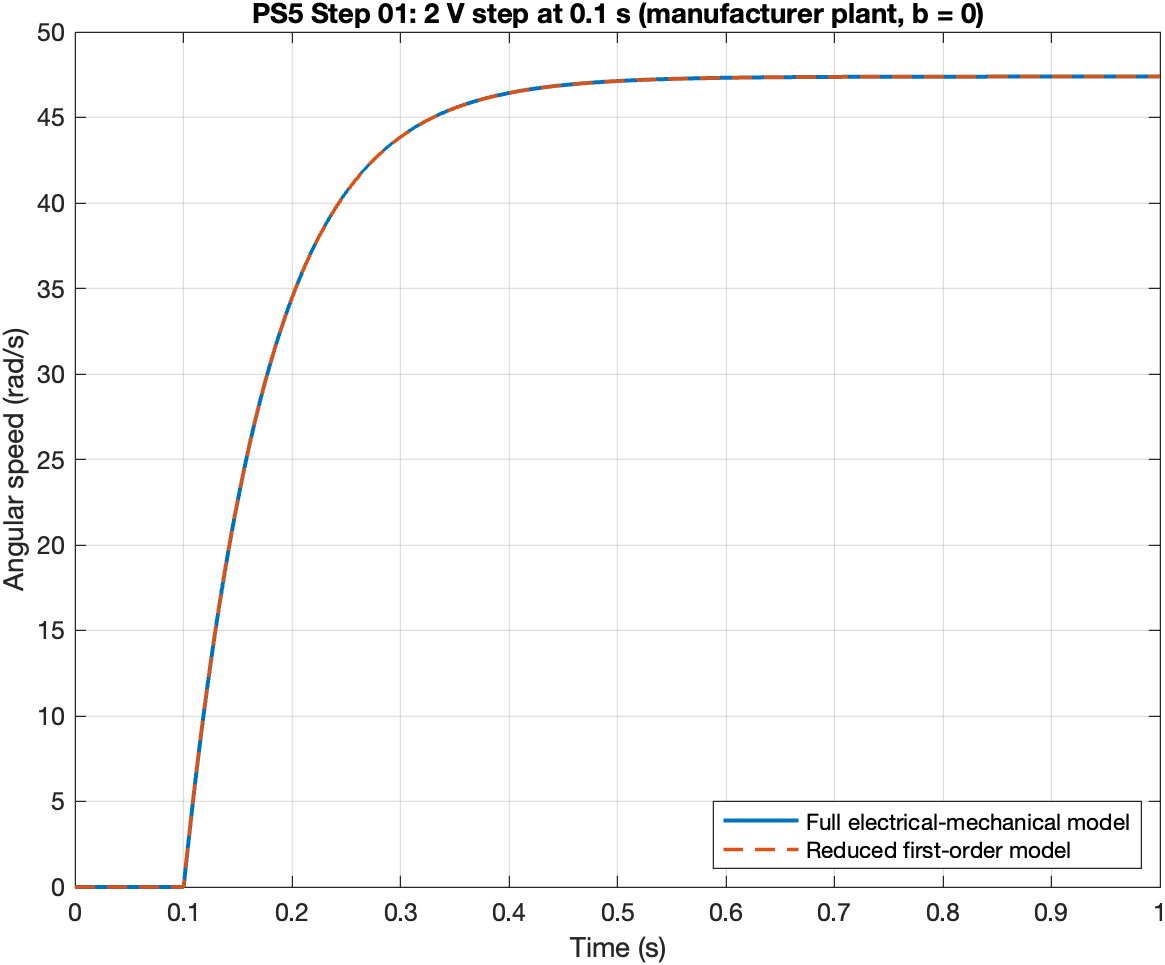 PS5 Step 01: 2 V step at 0.1 s (manufacturer plant, b = 0)
50
45
40
35
30
25
20
15
10
5
0
Angular speed (rad/s)
Full electrical-mechanical model
Reduced first-order model
0 0.1 0.2 0.3 0.4 0.5 0.6 0.7 0.8 0.9 1
Time (s)